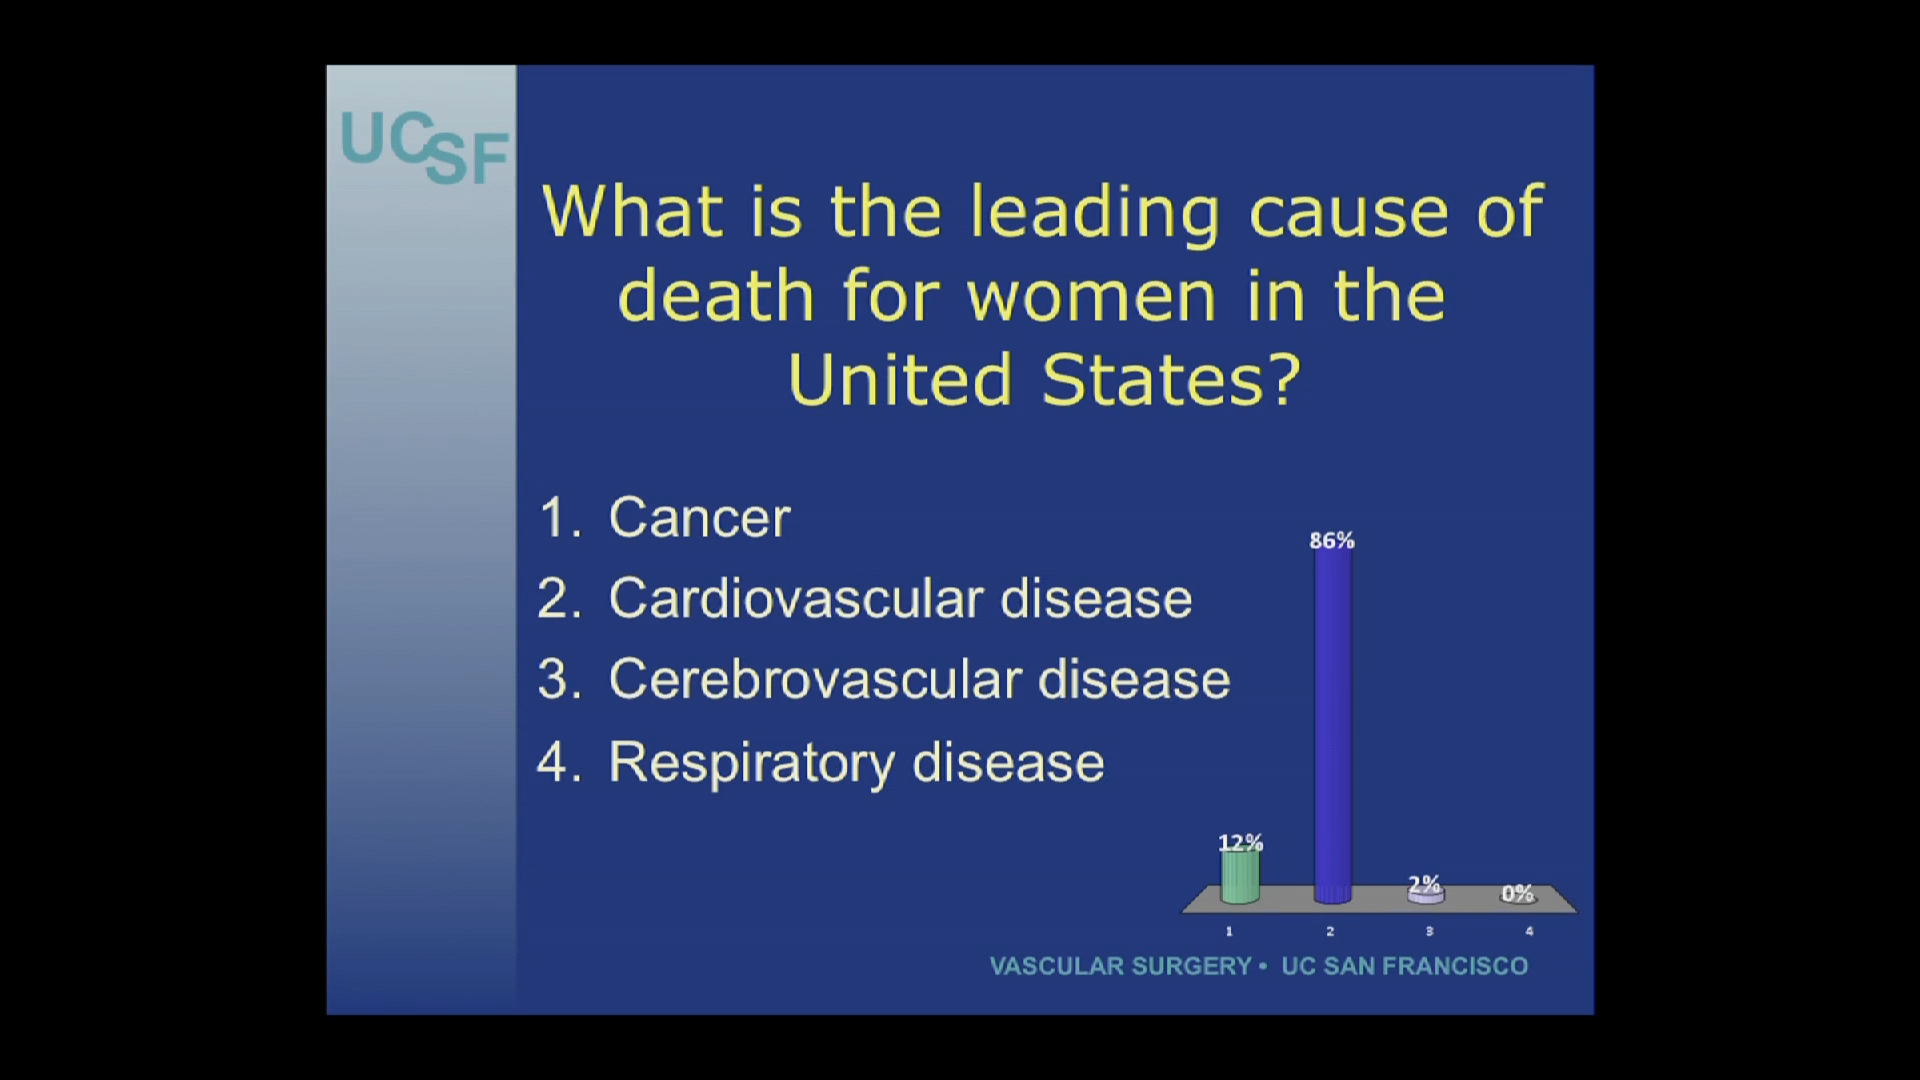 UCSF
What is the leading cause of
death for women in the
United States?
1. Cancer
2. Cardiovascular disease
3. Cerebrovascular disease
4. Respiratory disease
86%
12%
2%
0%
1 2 3 4
VASCULAR SURGERY • UC SAN FRANCISCO